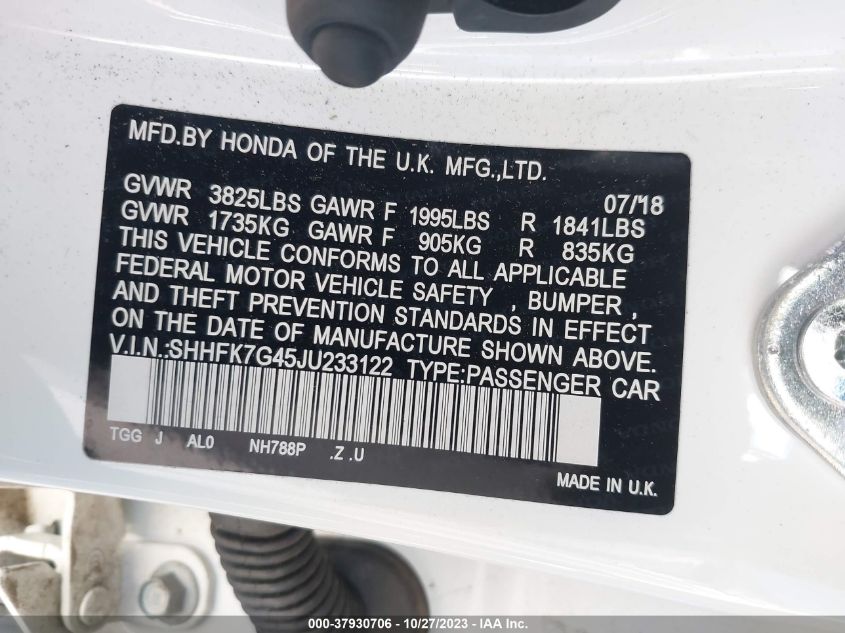 MFD.BY HONDA OF THE U.K. MFG.,LTD.
07/18
GVWR 3825LBS GAWR F 1995LBS R 1841LBS
GVWR 1735KG GAWR F 905KG R 835KG
THIS VEHICLE CONFORMS TO ALL APPLICABLE
FEDERAL MOTOR VEHICLE SAFETY , BUMPER ,
AND THEFT PREVENTION STANDARDS IN EFFECT
ON THE DATE OF MANUFACTURE SHOWN ABOVE.
V.I.N.:SHHFK7G45JU233122 TYPE:PASSENGER CAR
TGG J AL0 NH788P .Z .U
MADE IN U.K.
000-37930706 - 10/27/2023 - IAA Inc.